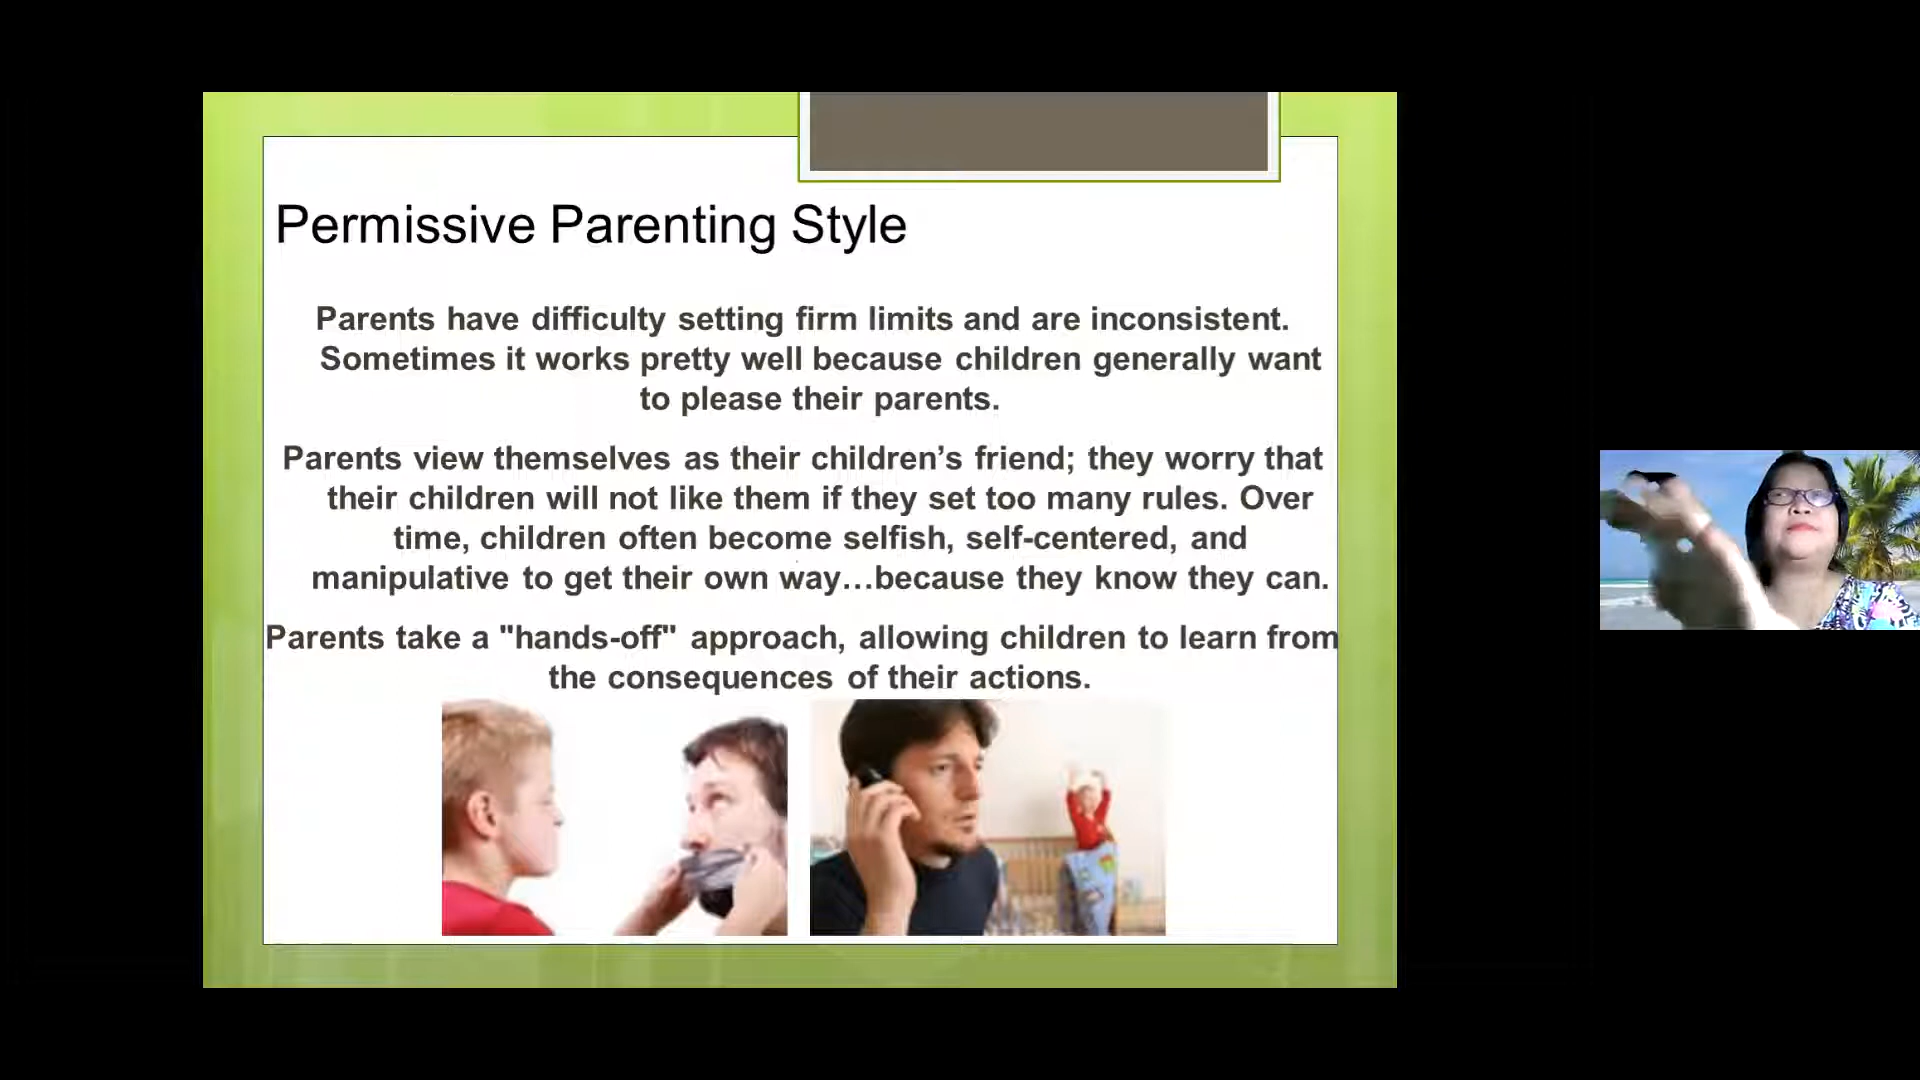 Permissive Parenting Style
Parents have difficulty setting firm limits and are inconsistent.
Sometimes it works pretty well because children generally want
to please their parents.
Parents view themselves as their children’s friend; they worry that
their children will not like them if they set too many rules. Over
time, children often become selfish, self-centered, and
manipulative to get their own way…because they know they can.
Parents take a "hands-off" approach, allowing children to learn from
the consequences of their actions.